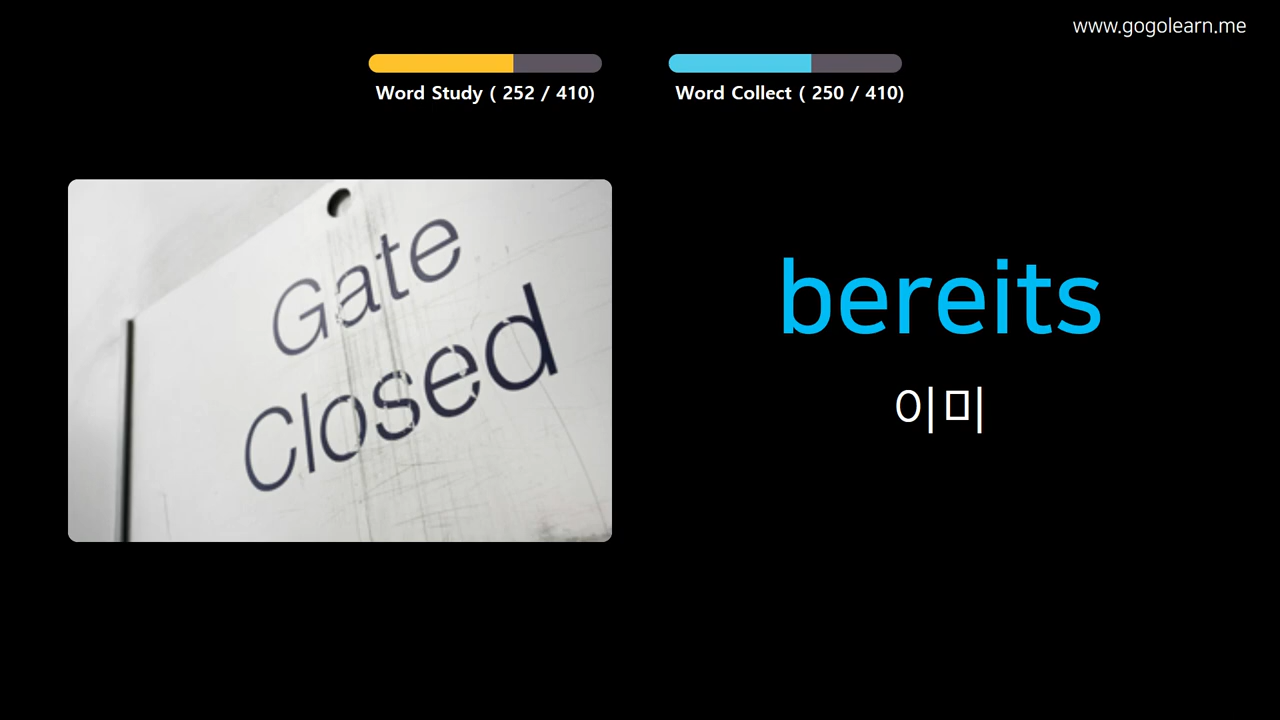 www.gogolearn.me
Word Study ( 252 / 410)
Word Collect ( 250 / 410)
Gate
Closed
bereits
이미